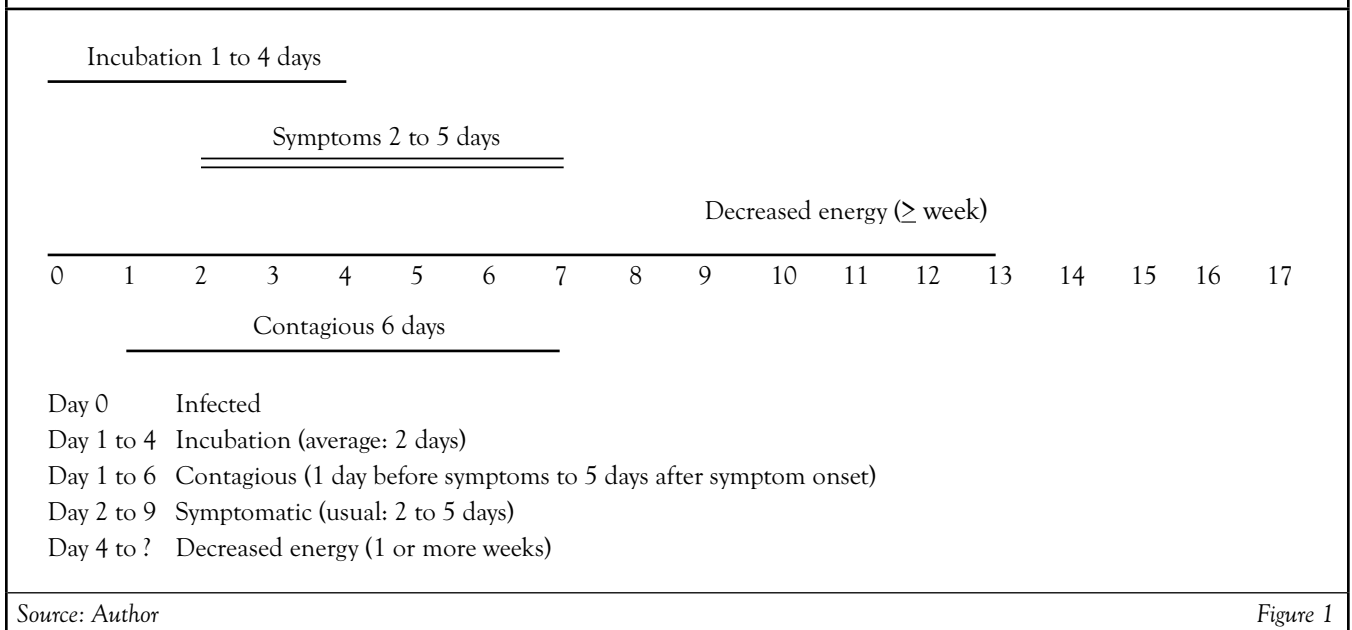 Incubation 1 to 4 days
Symptoms 2 to 5 days
Decreased energy (≥ week)
0 1 2 3 4 5 6 7 8 9 10 11 12 13 14 15 16 17
Contagious 6 days
Day 0 Infected
Day 1 to 4 Incubation (average: 2 days)
Day 1 to 6 Contagious (1 day before symptoms to 5 days after symptom onset)
Day 2 to 9 Symptomatic (usual: 2 to 5 days)
Day 4 to ? Decreased energy (1 or more weeks)
Source: Author Figure 1